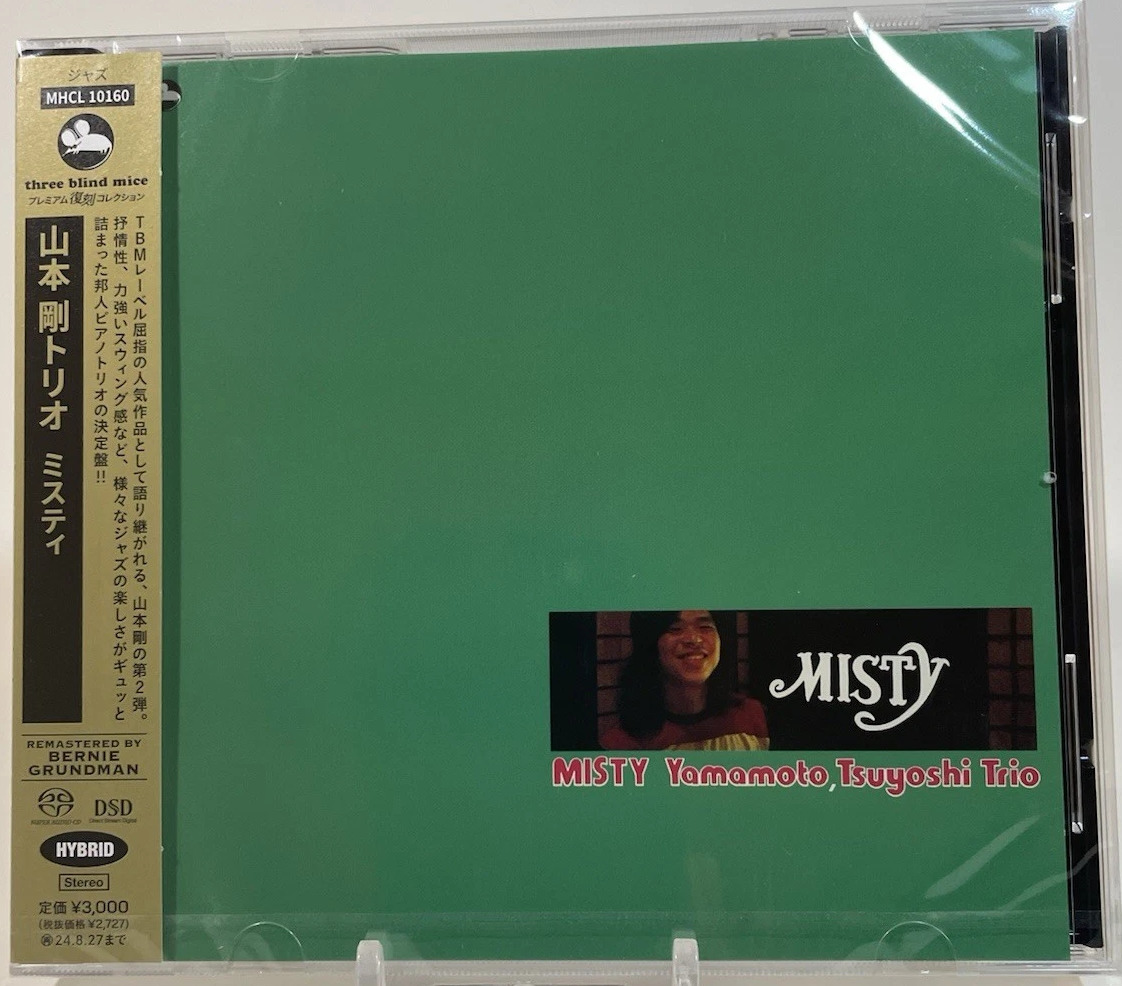 ジャズ
MHCL 10160
three blind mice
プレミアム復刻コレクション
TBMレーベル屈指の人気作品として語り継がれる、山本剛の第2弾。
抒情性、力強いスウィング感など、様々なジャズの楽しさがギュッと
詰まった邦人ピアノトリオの決定盤!!
山本 剛トリオ ミスティ
REMASTERED BY
BERNIE
GRUNDMAN
SUPER AUDIO CD
DSD
Direct Stream Digital
HYBRID
Stereo
定価 ¥3,000
(税抜価格 ¥2,727)
24.8.27まで
MISTY
MISTY Yamamoto,Tsuyoshi Trio